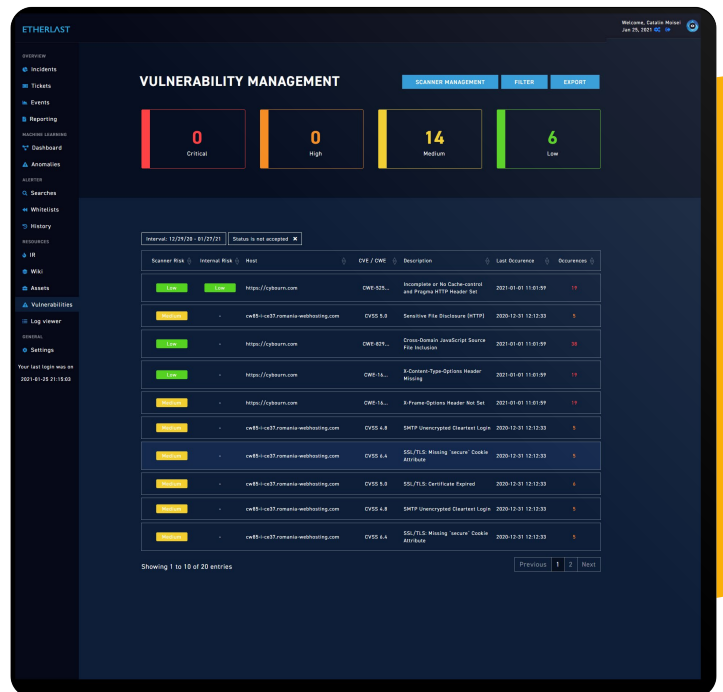 ETHERLAST
Welcome, Catalin Moisei
Jan 25, 2021
OVERVIEW
Incidents
Tickets
Events
Reporting
MACHINE LEARNING
Dashboard
Anomalies
ALERTER
Searches
Whitelists
History
RESOURCES
IR
Wiki
Assets
Vulnerabilities
Log viewer
GENERAL
Settings
Your last login was on
2021-01-25 21:15:03
VULNERABILITY MANAGEMENT
SCANNER MANAGEMENT FILTER EXPORT
0 0 14 6
Critical High Medium Low
Interval: 12/29/20 - 01/27/21 Status is not accepted ✖
Scanner Risk Internal Risk Host CVE / CWE Description Last Occurence Occurences
Low Low https://cybourn.com CWE-525... Incomplete or No Cache-control 2021-01-01 11:01:59 19
and Pragma HTTP Header Set
Medium - cw85-i-ce37.romania-webhosting.com CVSS 5.0 Sensitive File Disclosure (HTTP) 2020-12-31 12:12:33 5
Low - https://cybourn.com CWE-829... Cross-Domain JavaScript Source 2021-01-01 11:01:59 38
File Inclusion
Low - https://cybourn.com CWE-16... X-Content-Type-Options Header 2021-01-01 11:01:59 19
Missing
Medium - https://cybourn.com CWE-16... X-Frame-Options Header Not Set 2021-01-01 11:01:59 19
Medium - cw85-i-ce37.romania-webhosting.com CVSS 4.8 SMTP Unencrypted Cleartext Login 2020-12-31 12:12:33 5
Medium - cw85-i-ce37.romania-webhosting.com CVSS 6.4 SSL/TLS: Missing `secure` Cookie 2020-12-31 12:12:33 5
Attribute
Medium - cw85-i-ce37.romania-webhosting.com CVSS 5.0 SSL/TLS: Certificate Expired 2020-12-31 12:12:33 6
Medium - cw85-i-ce37.romania-webhosting.com CVSS 4.8 SMTP Unencrypted Cleartext Login 2020-12-31 12:12:33 5
Medium - cw85-i-ce37.romania-webhosting.com CVSS 6.4 SSL/TLS: Missing `secure` Cookie 2020-12-31 12:12:33 5
Attribute
Showing 1 to 10 of 20 entries
Previous 1 2 Next